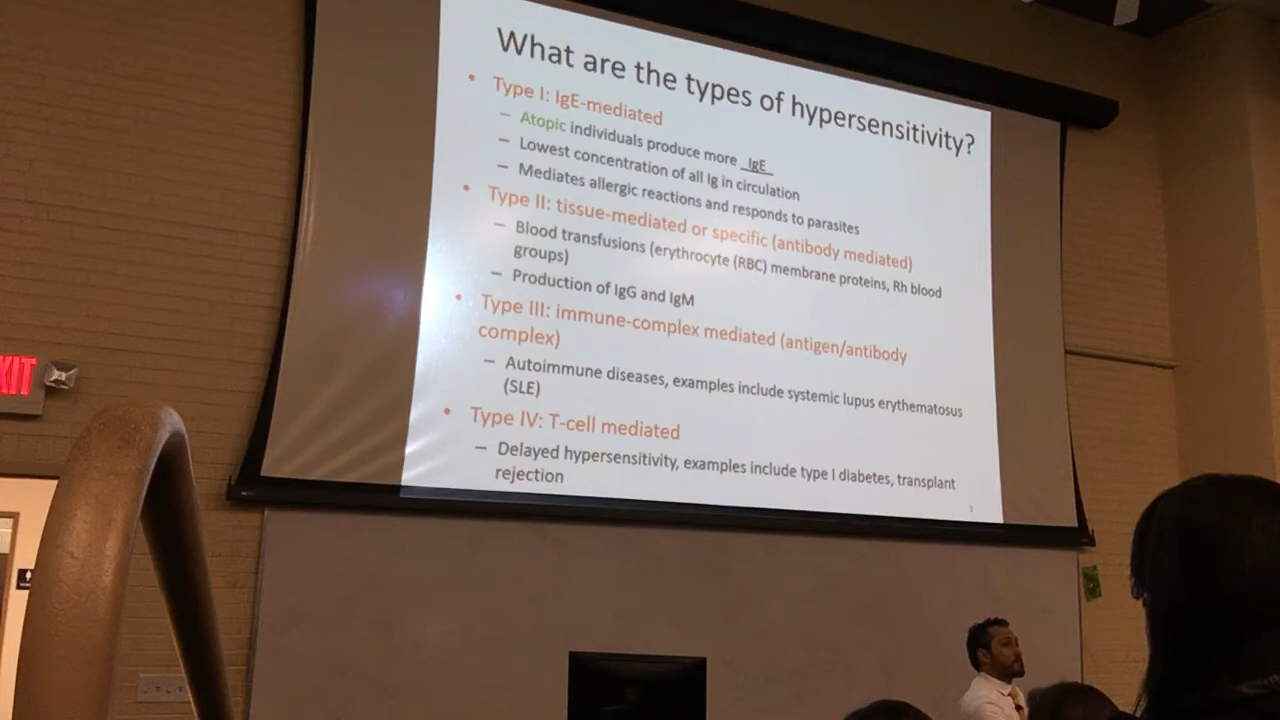 What are the types of hypersensitivity?
• Type I: IgE-mediated
– Atopic individuals produce more _IgE_
– Lowest concentration of all Ig in circulation
– Mediates allergic reactions and responds to parasites
• Type II: tissue-mediated or specific (antibody mediated)
– Blood transfusions (erythrocyte (RBC) membrane proteins, Rh blood
groups)
– Production of IgG and IgM
• Type III: immune-complex mediated (antigen/antibody
complex)
– Autoimmune diseases, examples include systemic lupus erythematosus
(SLE)
• Type IV: T-cell mediated
– Delayed hypersensitivity, examples include type I diabetes, transplant
rejection
3
XIT